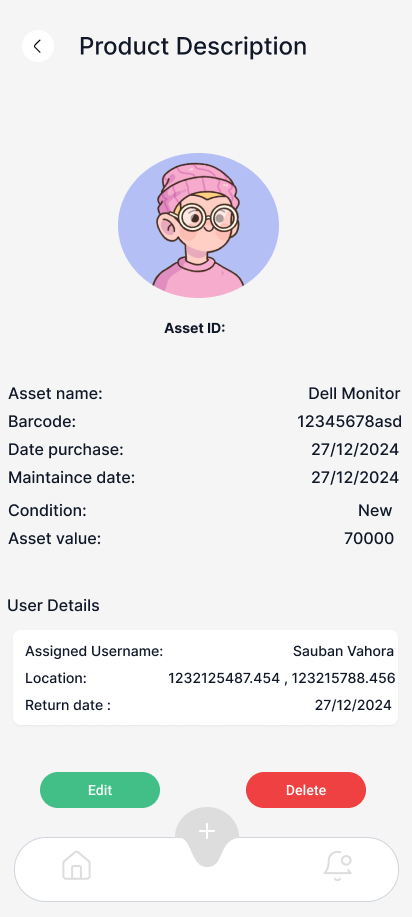 Product Description
Asset ID:
Asset name: Dell Monitor
Barcode: 12345678asd
Date purchase: 27/12/2024
Maintaince date: 27/12/2024
Condition: New
Asset value: 70000
User Details
Assigned Username: Sauban Vahora
Location: 1232125487.454 , 123215788.456
Return date : 27/12/2024
Edit Delete